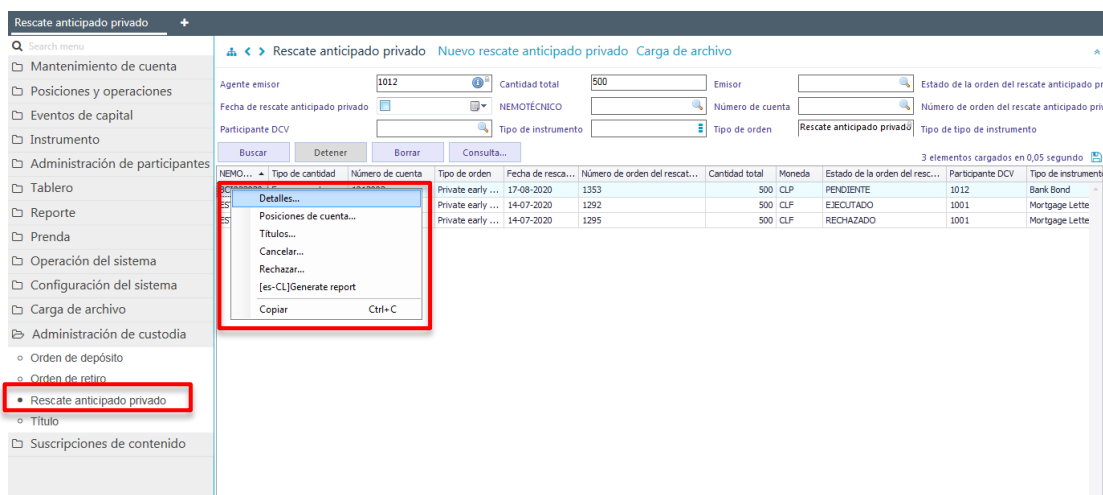 Rescate anticipado privado +
Search menu
Mantenimiento de cuenta
Posiciones y operaciones
Eventos de capital
Instrumento
Administración de participantes
Tablero
Reporte
Prenda
Operación del sistema
Configuración del sistema
Carga de archivo
Administración de custodia
Orden de depósito
Orden de retiro
Rescate anticipado privado
Título
Suscripciones de contenido
Rescate anticipado privado Nuevo rescate anticipado privado Carga de archivo
Agente emisor 1012 Cantidad total 500 Emisor Estado de la orden del rescate anticipado pr
Fecha de rescate anticipado privado NEMOTÉCNICO Número de cuenta Número de orden del rescate anticipado priv
Participante DCV Tipo de instrumento Tipo de orden Rescate anticipado privado Tipo de tipo de instrumento
Buscar Detener Borrar Consulta...
3 elementos cargados en 0,05 segundo
NEMO... Tipo de cantidad Número de cuenta Tipo de orden Fecha de resca... Número de orden del rescat... Cantidad total Moneda Estado de la orden del resc... Participante DCV Tipo de instrumento
Private early ... 17-08-2020 1353 500 CLP PENDIENTE 1012 Bank Bond
Private early ... 14-07-2020 1292 500 CLF EJECUTADO 1001 Mortgage Lette
Private early ... 14-07-2020 1295 500 CLF RECHAZADO 1001 Mortgage Lette
Detalles...
Posiciones de cuenta...
Títulos...
Cancelar...
Rechazar...
[es-CL]Generate report
Copiar Ctrl+C